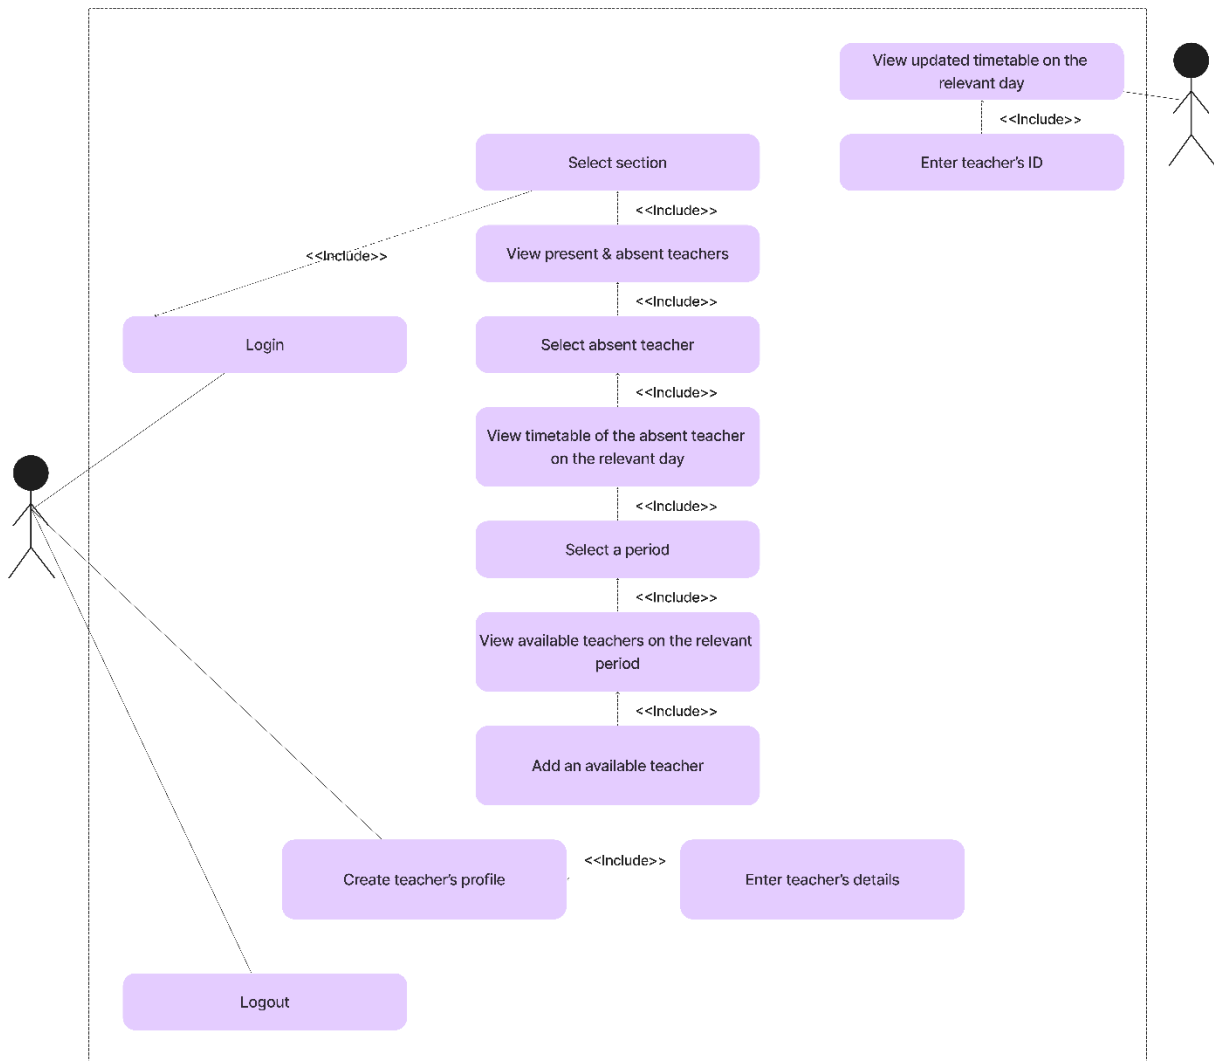 View updated timetable on the
relevant day
<<Include>>
Enter teacher's ID
Select section
<<Include>>
<<Include>>
View present & absent teachers
<<Include>>
Login
Select absent teacher
<<Include>>
View timetable of the absent teacher
on the relevant day
<<Include>>
Select a period
<<Include>>
View available teachers on the relevant
period
<<Include>>
Add an available teacher
Create teacher's profile
<<Include>>
Enter teacher's details
Logout